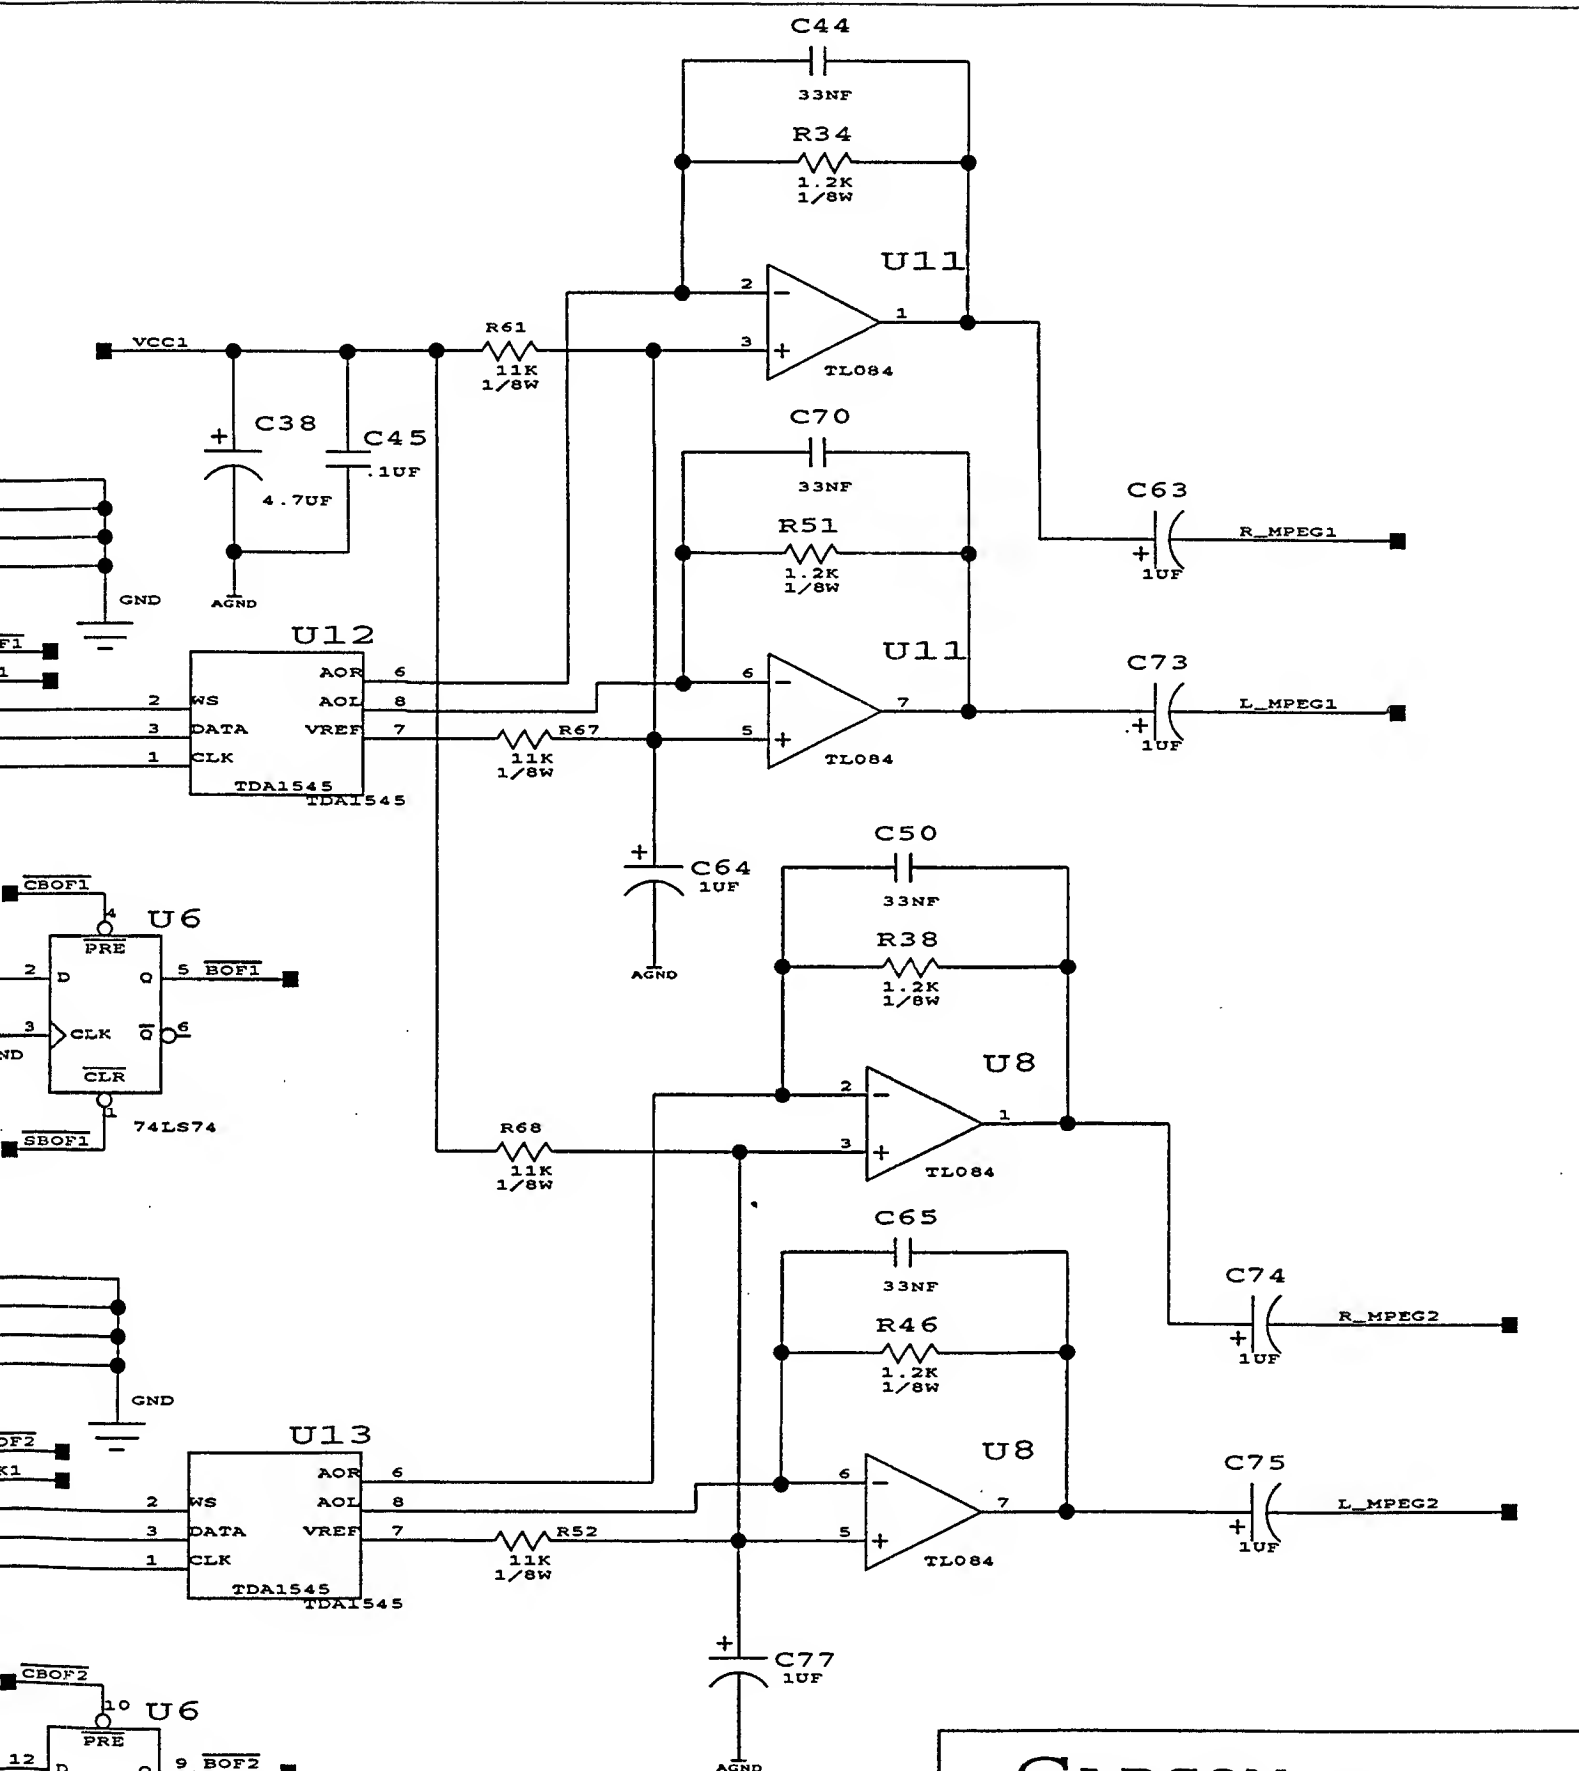 C44
33NF
R34
1.2K
1/8W
U11
2
3
1
TL084
VCC1
R61
11K
1/8W
C38
4.7UF
C45
.1UF
AGND
C70
33NF
R51
1.2K
1/8W
U11
6
5
7
TL084
C63
1UF
R_MPEG1
C73
1UF
L_MPEG1
GND
F1
1
U12
2 WS AOR 6
3 DATA AOL 8
1 CLK VREF 7
TDA1545
TDA1545
R67
11K
1/8W
C64
1UF
AGND
CBOF1
4
U6
PRE
2 D Q 5 BOF1
3 CLK Q 6
ND
CLR
1
74LS74
SBOF1
C50
33NF
R38
1.2K
1/8W
U8
2
3
1
TL084
R68
11K
1/8W
C65
33NF
R46
1.2K
1/8W
U8
6
5
7
TL084
C74
1UF
R_MPEG2
C75
1UF
L_MPEG2
GND
OF2
K1
U13
2 WS AOR 6
3 DATA AOL 8
1 CLK VREF 7
TDA1545
TDA1545
R52
11K
1/8W
C77
1UF
AGND
CBOF2
10
U6
PRE
12 D Q 9 BOF2